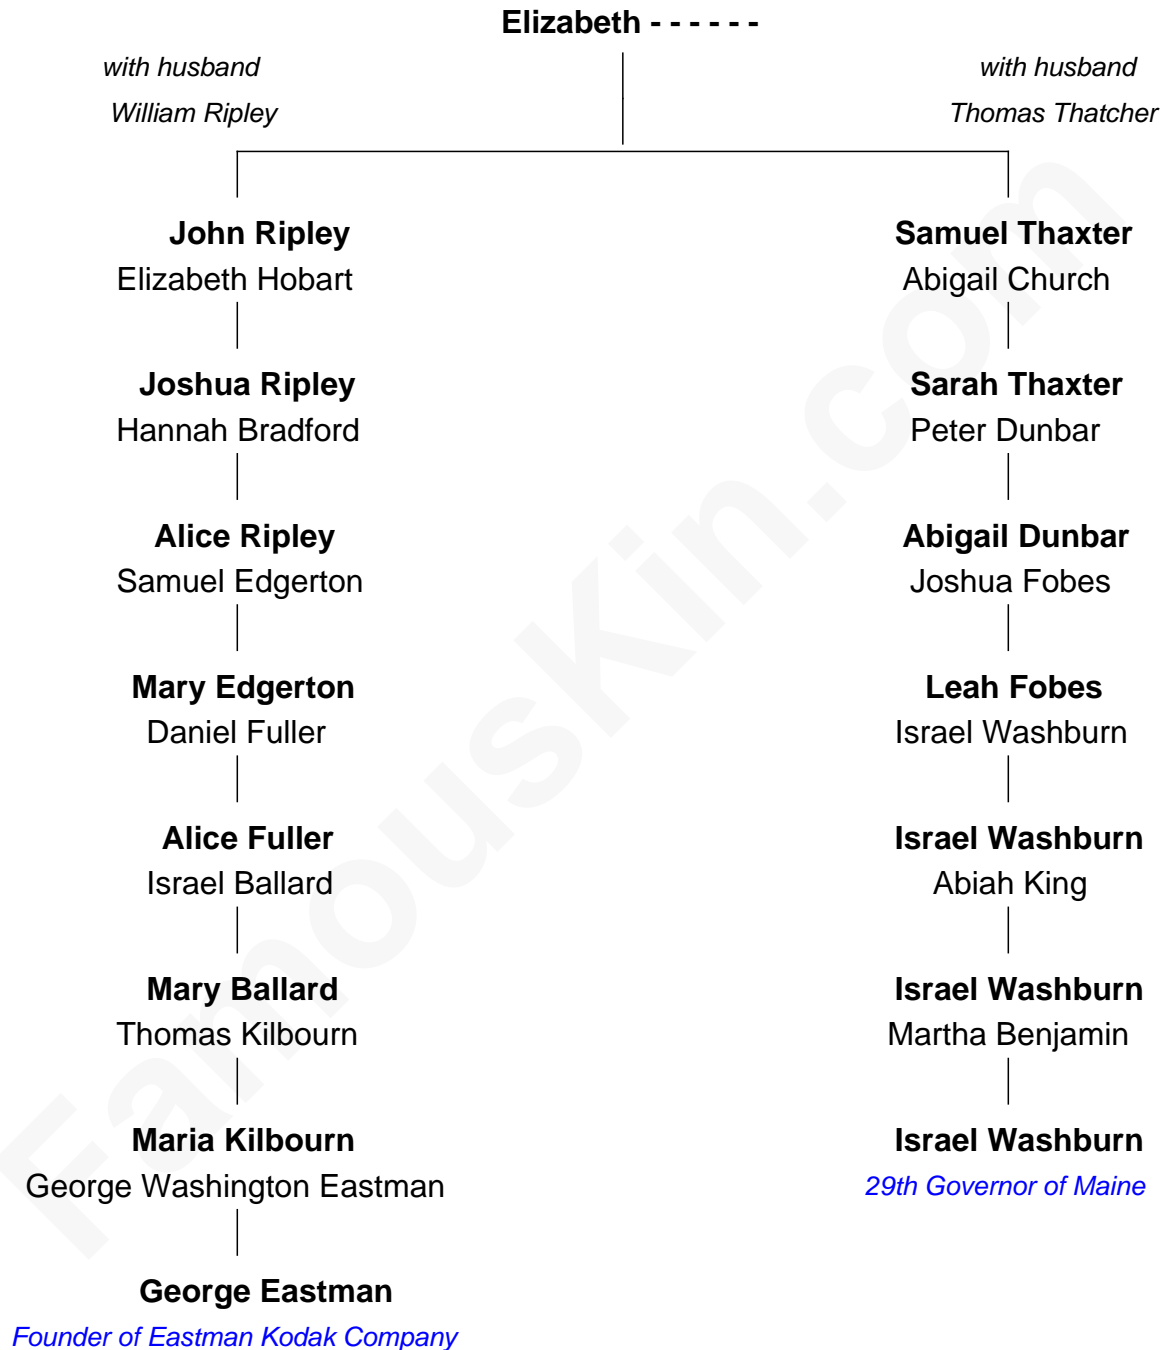 Elizabeth - - - - - -
with husband
William Ripley
with husband
Thomas Thatcher
John Ripley
Elizabeth Hobart
Samuel Thaxter
Abigail Church
Joshua Ripley
Hannah Bradford
Sarah Thaxter
Peter Dunbar
Alice Ripley
Samuel Edgerton
Abigail Dunbar
Joshua Fobes
Mary Edgerton
Daniel Fuller
Leah Fobes
Israel Washburn
Alice Fuller
Israel Ballard
Israel Washburn
Abiah King
Mary Ballard
Thomas Kilbourn
Israel Washburn
Martha Benjamin
Maria Kilbourn
George Washington Eastman
Israel Washburn
29th Governor of Maine
George Eastman
Founder of Eastman Kodak Company
FamousKin.com